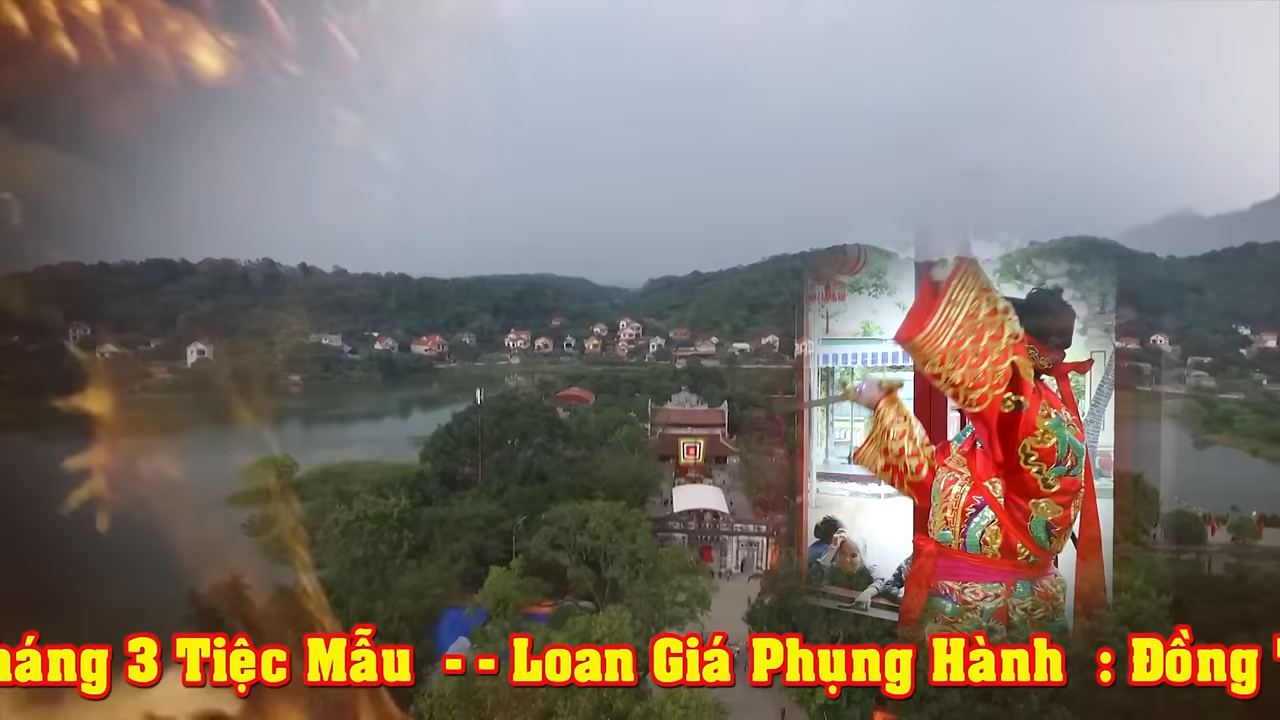 háng 3 Tiệc Mẫu - - Loan Giá Phụng Hành : Đồng